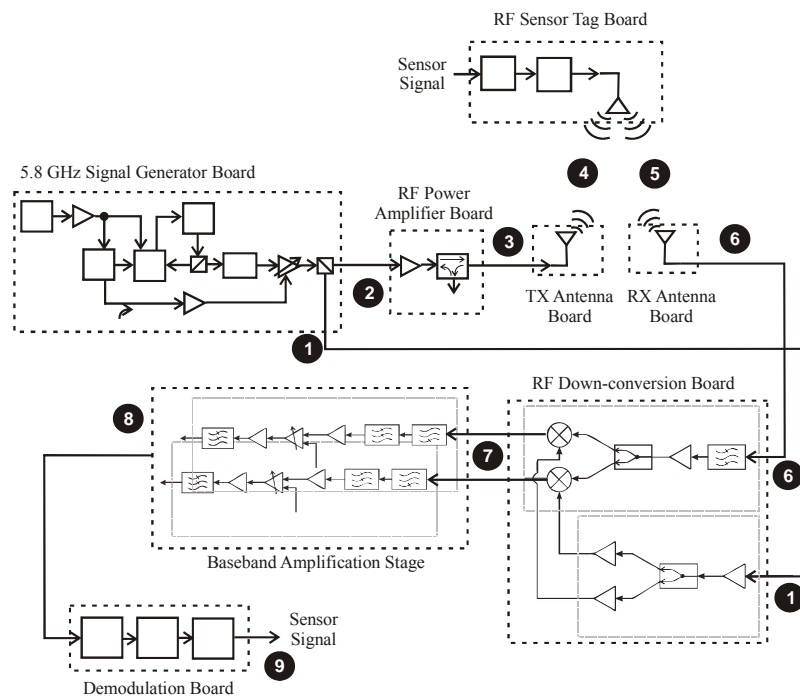 RF Sensor Tag Board
Sensor
Signal
5.8 GHz Signal Generator Board
4
5
RF Power
Amplifier Board
3
6
2
TX Antenna
Board
RX Antenna
Board
1
RF Down-conversion Board
8
7
6
Baseband Amplification Stage
1
Sensor
Signal
9
Demodulation Board